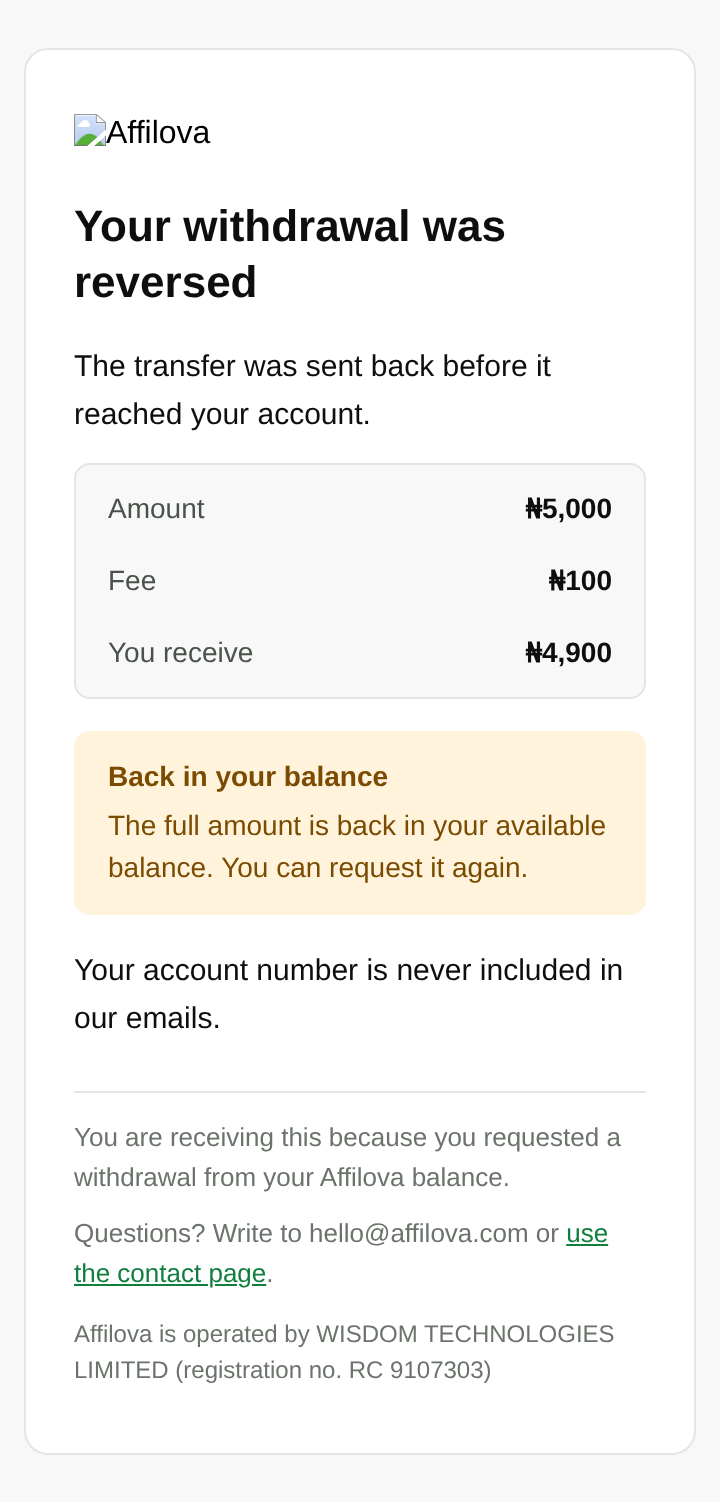 Affilova
Your withdrawal was
reversed
The transfer was sent back before it
reached your account.
Amount ₦5,000
Fee ₦100
You receive ₦4,900
Back in your balance
The full amount is back in your available
balance. You can request it again.
Your account number is never included in
our emails.
You are receiving this because you requested a
withdrawal from your Affilova balance.
Questions? Write to hello@affilova.com or use
the contact page.
Affilova is operated by WISDOM TECHNOLOGIES
LIMITED (registration no. RC 9107303)